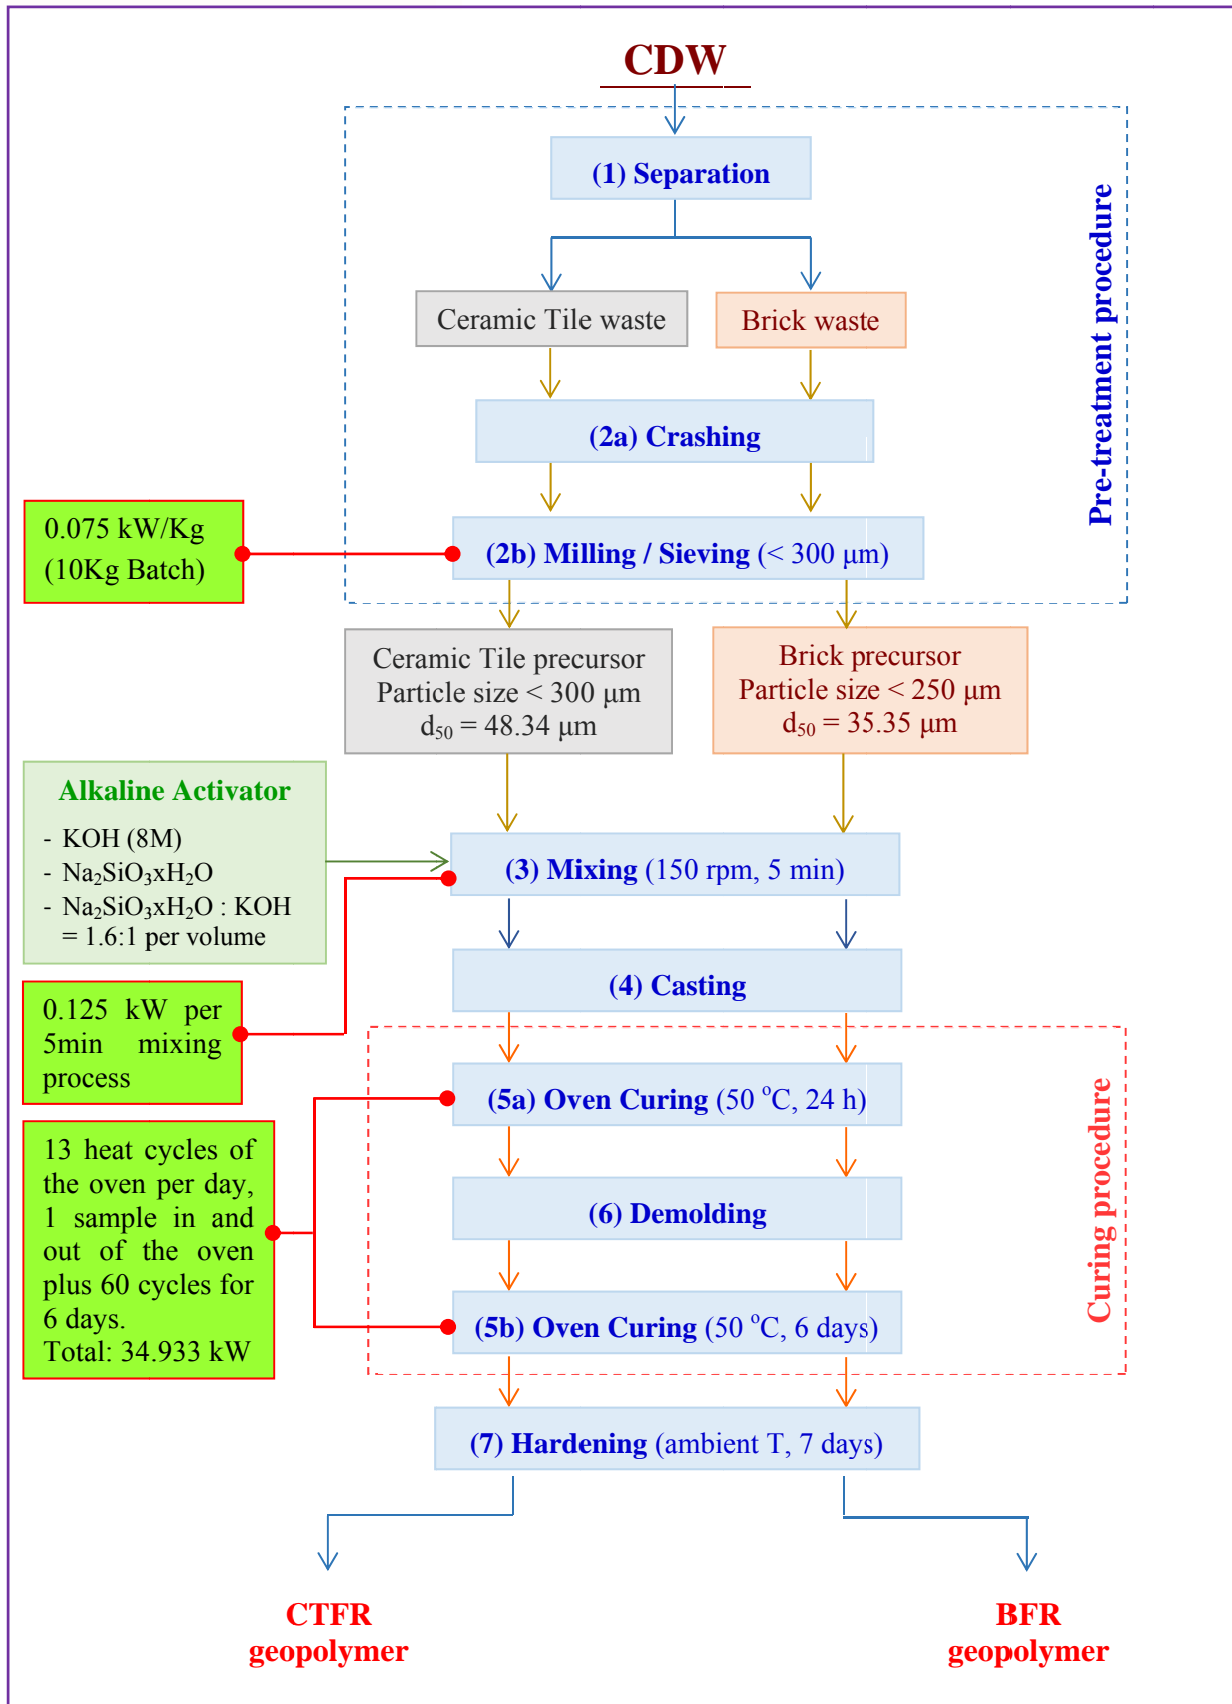 CDW
(1) Separation
Pre-treatment procedure
Ceramic Tile waste
Brick waste
(2a) Crashing
0.075 kW/Kg
(10Kg Batch)
(2b) Milling / Sieving (< 300 μm)
Ceramic Tile precursor
Particle size < 300 μm
d₅₀ = 48.34 μm
Brick precursor
Particle size < 250 μm
d₅₀ = 35.35 μm
Alkaline Activator
- KOH (8M)
- Na₂SiO₃xH₂O
- Na₂SiO₃xH₂O : KOH
= 1.6:1 per volume
(3) Mixing (150 rpm, 5 min)
(4) Casting
0.125 kW per
5min mixing
process
Curing procedure
(5a) Oven Curing (50 °C, 24 h)
13 heat cycles of
the oven per day,
1 sample in and
out of the oven
plus 60 cycles for
6 days.
Total: 34.933 kW
(6) Demolding
(5b) Oven Curing (50 °C, 6 days)
(7) Hardening (ambient T, 7 days)
CTFR
geopolymer
BFR
geopolymer